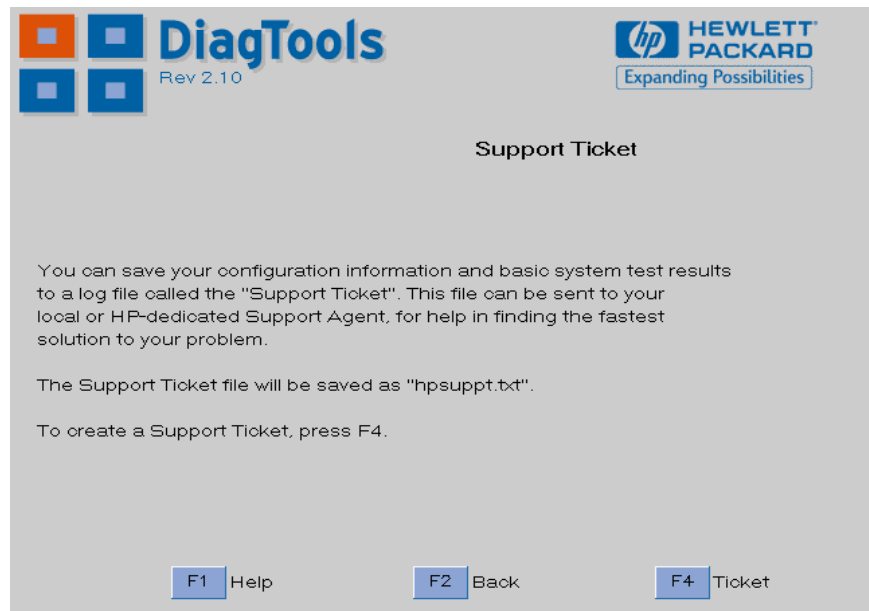 DiagTools
Rev 2.10
hp HEWLETT®
PACKARD
Expanding Possibilities
Support Ticket
You can save your configuration information and basic system test results
to a log file called the "Support Ticket". This file can be sent to your
local or HP-dedicated Support Agent, for help in finding the fastest
solution to your problem.
The Support Ticket file will be saved as "hpsuppt.txt".
To create a Support Ticket, press F4.
F1 Help F2 Back F4 Ticket